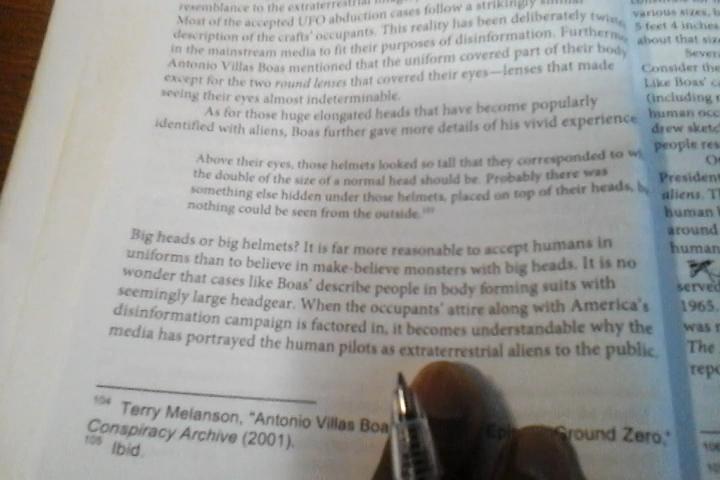 resemblance to the extraterrestrial
Most of the accepted UFO abduction cases follow a strikingly similar
description of the crafts' occupants. This reality has been deliberately
in the mainstream media to fit their purposes of disinformation.
Antonio Villas Boas mentioned that the uniform covered part of their body
except for the two round lenses that covered their eyes—lenses that made
seeing their eyes almost indeterminable.
As for those huge elongated heads that have become popularly
identified with aliens, Boas further gave more details of his vivid experience
Above their eyes, those helmets looked so tall that they corresponded to
the double of the size of a normal head should be. Probably there was
something else hidden under those helmets, placed on top of their heads,
nothing could be seen from the outside.
Big heads or big helmets? It is far more reasonable to accept humans in
uniforms than to believe in make-believe monsters with big heads. It is no
wonder that cases like Boas' describe people in body forming suits with
seemingly large headgear. When the occupants' attire along with America's
disinformation campaign is factored in, it becomes understandable why the
media has portrayed the human pilots as extraterrestrial aliens to the public.
104 Terry Melanson, "Antonio Villas Boa Ground Zero,"
Conspiracy Archive (2001).
105 Ibid.
various sizes,
5 feet 4 inches
about that size
Consider the
Like Boas'
(including
human
drew
people
President
aliens.
human
around
human
served
1965.
was
The